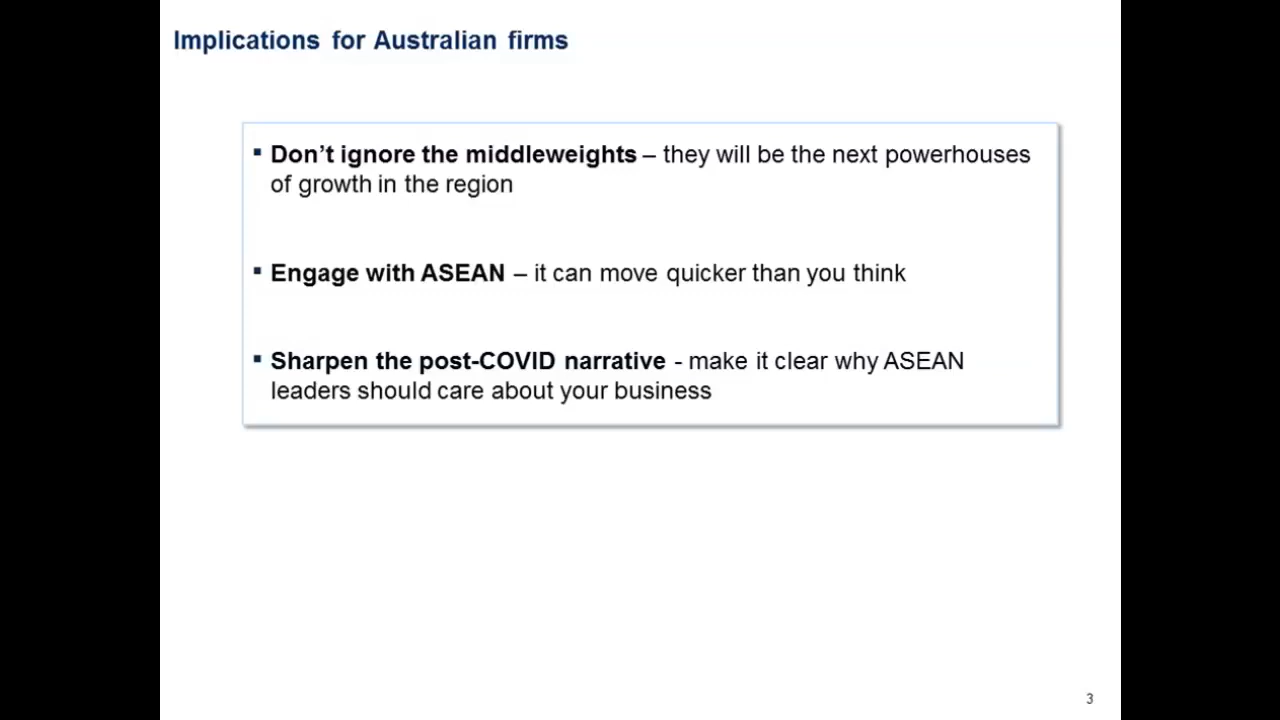 Implications for Australian firms
▪ Don’t ignore the middleweights – they will be the next powerhouses
of growth in the region
▪ Engage with ASEAN – it can move quicker than you think
▪ Sharpen the post-COVID narrative - make it clear why ASEAN
leaders should care about your business
3